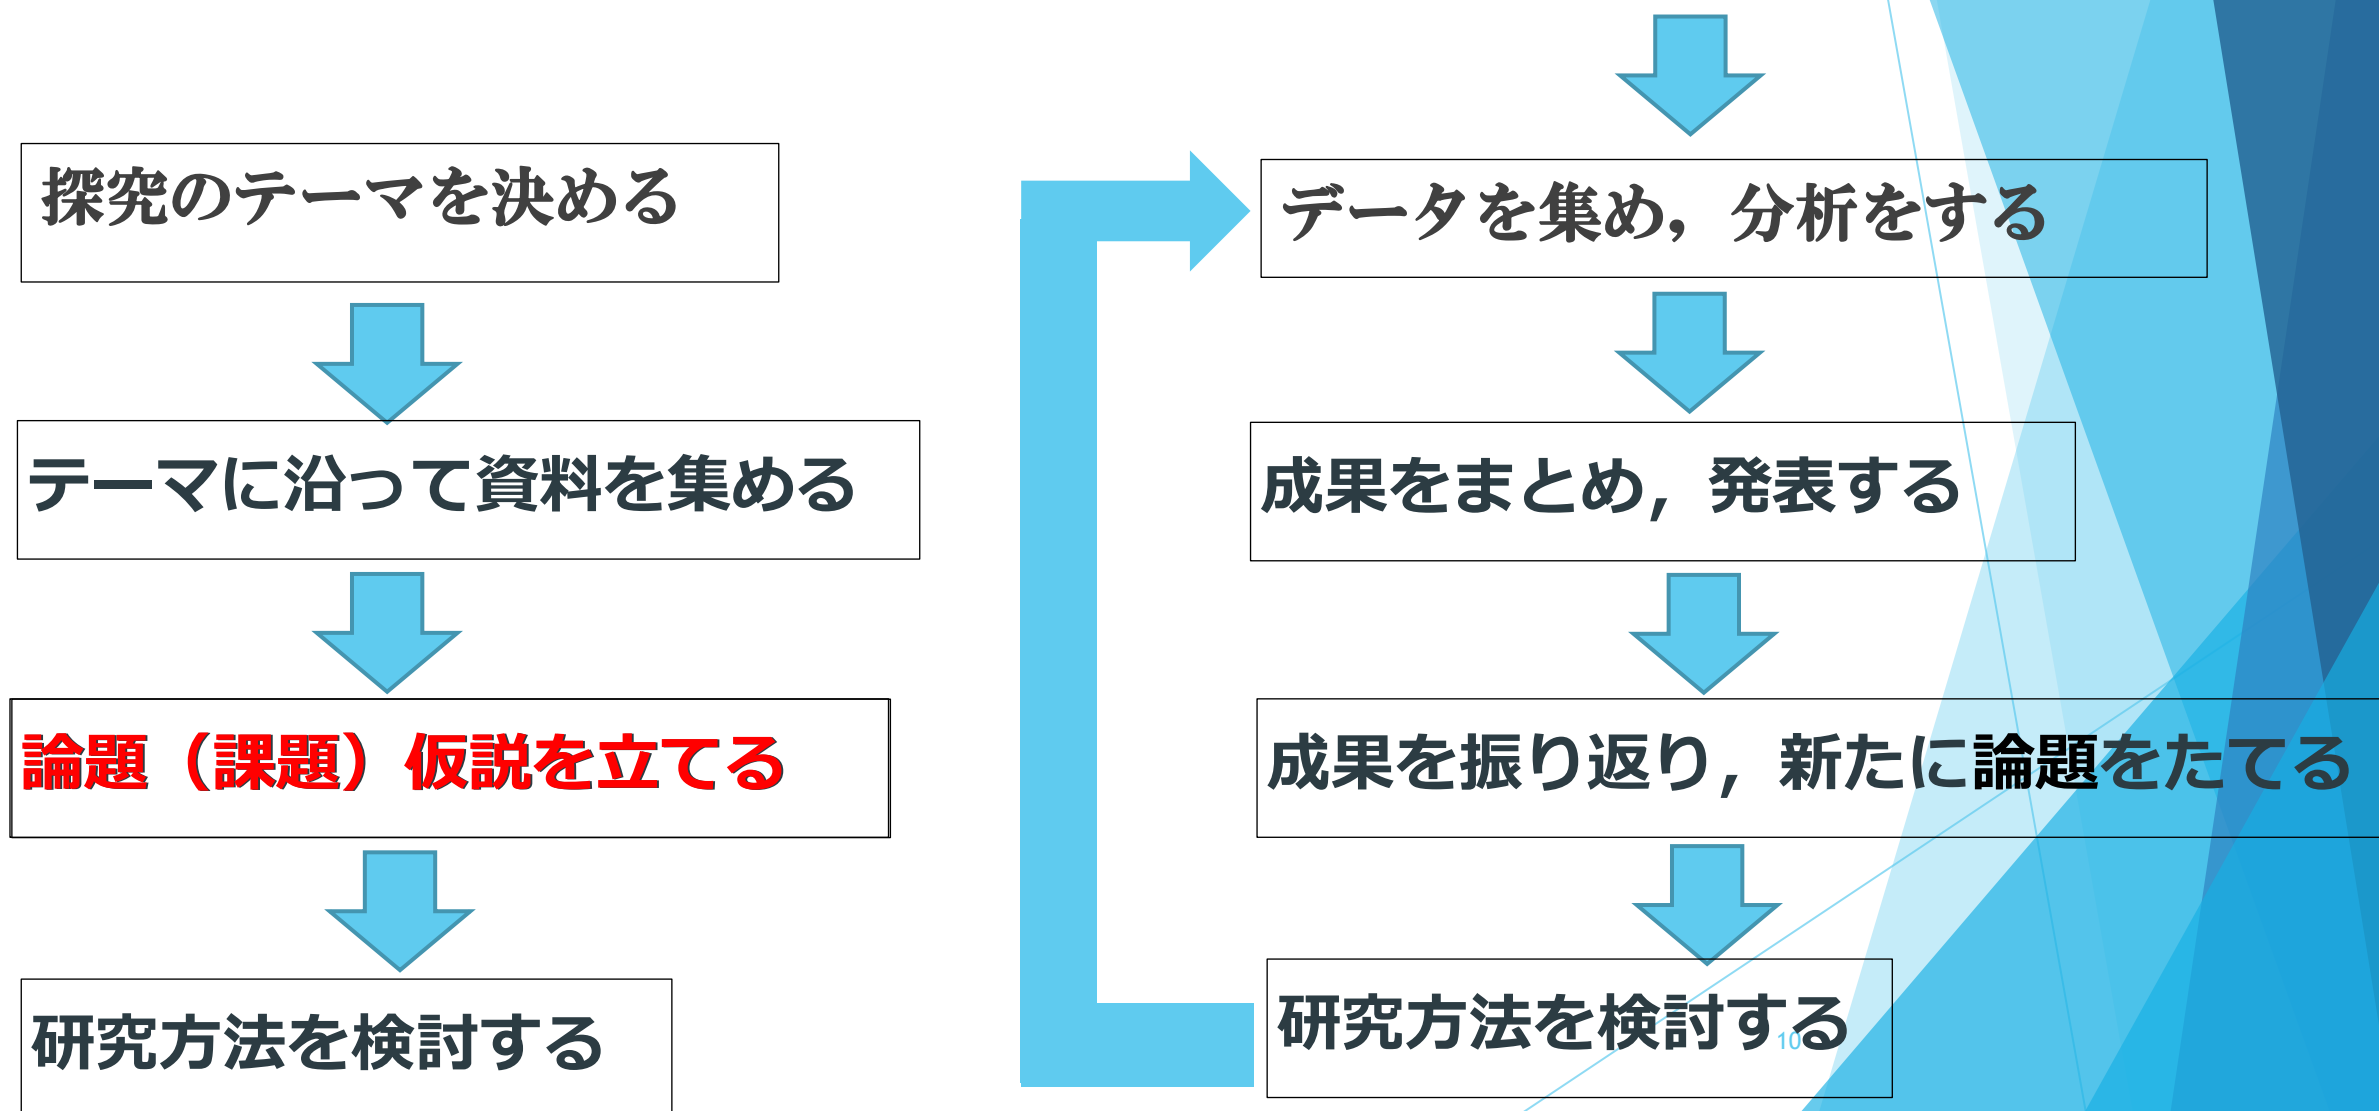 探究のテーマを決める
テーマに沿って資料を集める
論題（課題）仮説を立てる
研究方法を検討する
データを集め，分析をする
成果をまとめ，発表する
成果を振り返り，新たに論題をたてる
研究方法を検討する
10